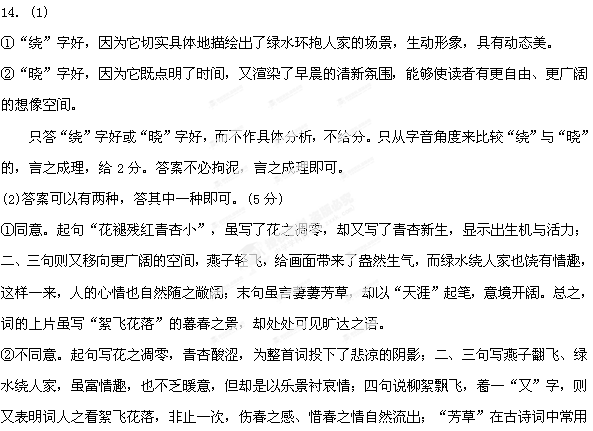 14. (1)
①“绕”字好，因为它切实具体地描绘出了绿水环抱人家的场景，生动形象，具有动态美。
②“晓”字好，因为它既点明了时间，又渲染了早晨的清新氛围，能够使读者有更自由、更广阔
的想像空间。
只答“绕”字好或“晓”字好，而不作具体分析，不给分。只从字音角度来比较“绕”与“晓”
的，言之成理，给 2 分。答案不必拘泥，言之成理即可。
(2)答案可以有两种，答其中一种即可。(5 分)
①同意。起句“花褪残红青杏小”，虽写了花之凋零，却又写了青杏新生，显示出生机与活力；
二、三句则又移向更广阔的空间，燕子轻飞，给画面带来了盎然生气，而绿水绕人家也饶有情趣，
这样一来，人的心情也自然随之敞阔；末句虽言萋萋芳草，却以“天涯”起笔，意境开阔。总之，
词的上片虽写“絮飞花落”的暮春之景，却处处可见旷达之语。
②不同意。起句写花之凋零，青杏酸涩，为整首词投下了悲凉的阴影；二、三句写燕子翻飞、绿
水绕人家，虽富情趣，也不乏暖意，但却是以乐景衬哀情；四句说柳絮飘飞，着一“又”字，则
又表明词人之看絮飞花落，非止一次，伤春之感、惜春之情自然流出；“芳草”在古诗词中常用